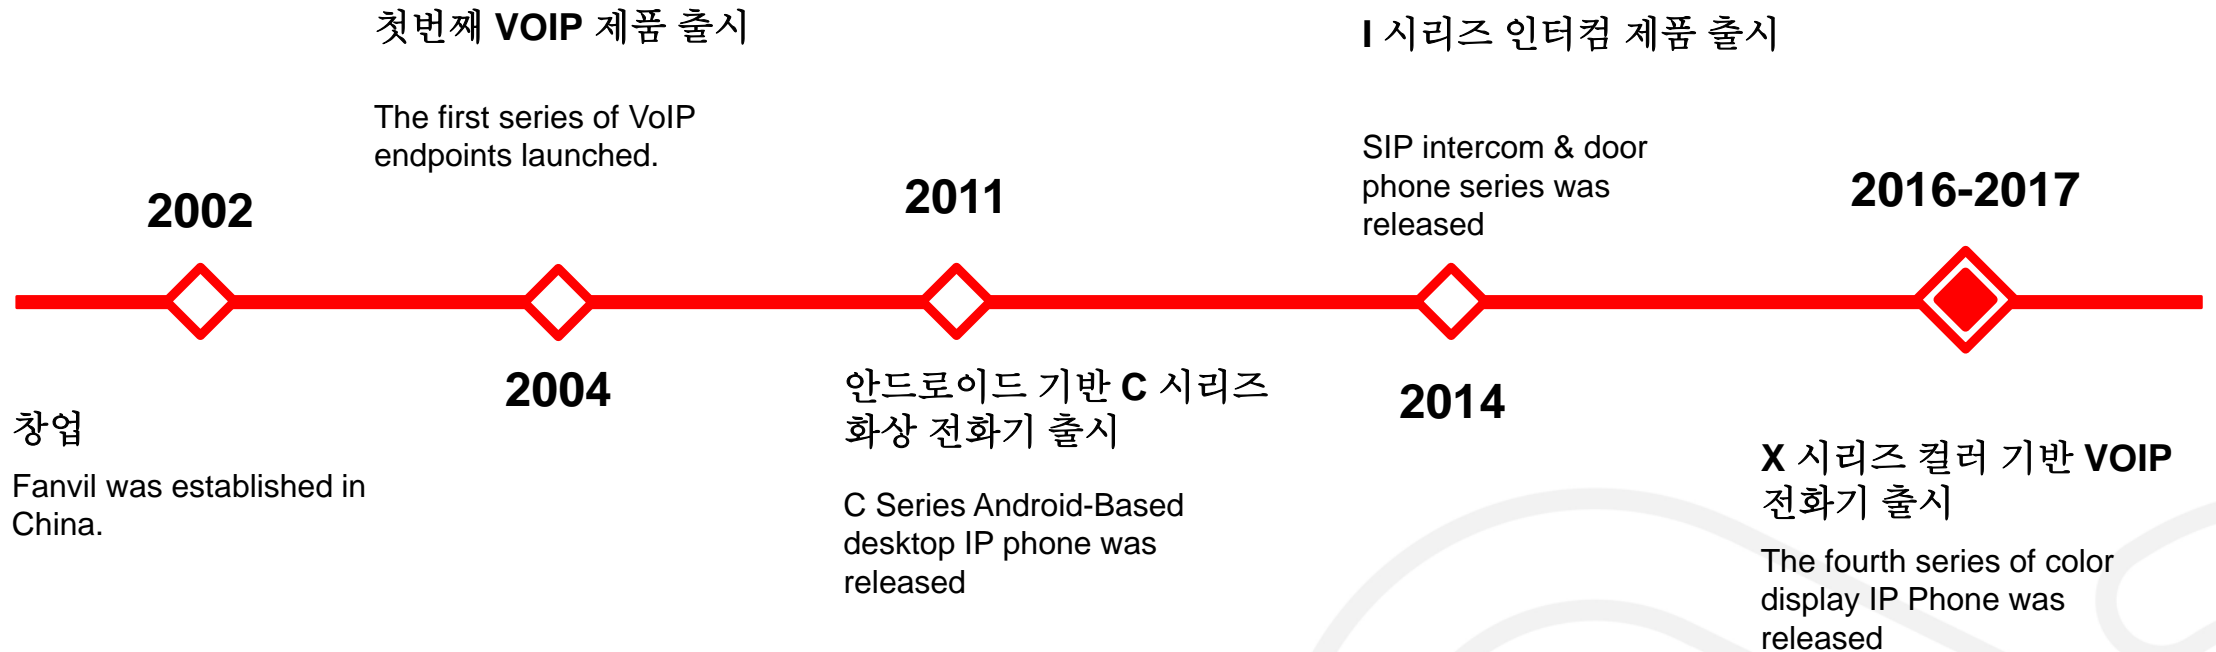 2002
창업
Fanvil was established in
China.
첫번째 VOIP 제품 출시
The first series of VoIP
endpoints launched.
2004
2011
안드로이드 기반 C 시리즈
화상 전화기 출시
C Series Android-Based
desktop IP phone was
released
I 시리즈 인터컴 제품 출시
SIP intercom & door
phone series was
released
2014
2016-2017
X 시리즈 컬러 기반 VOIP
전화기 출시
The fourth series of color
display IP Phone was
released